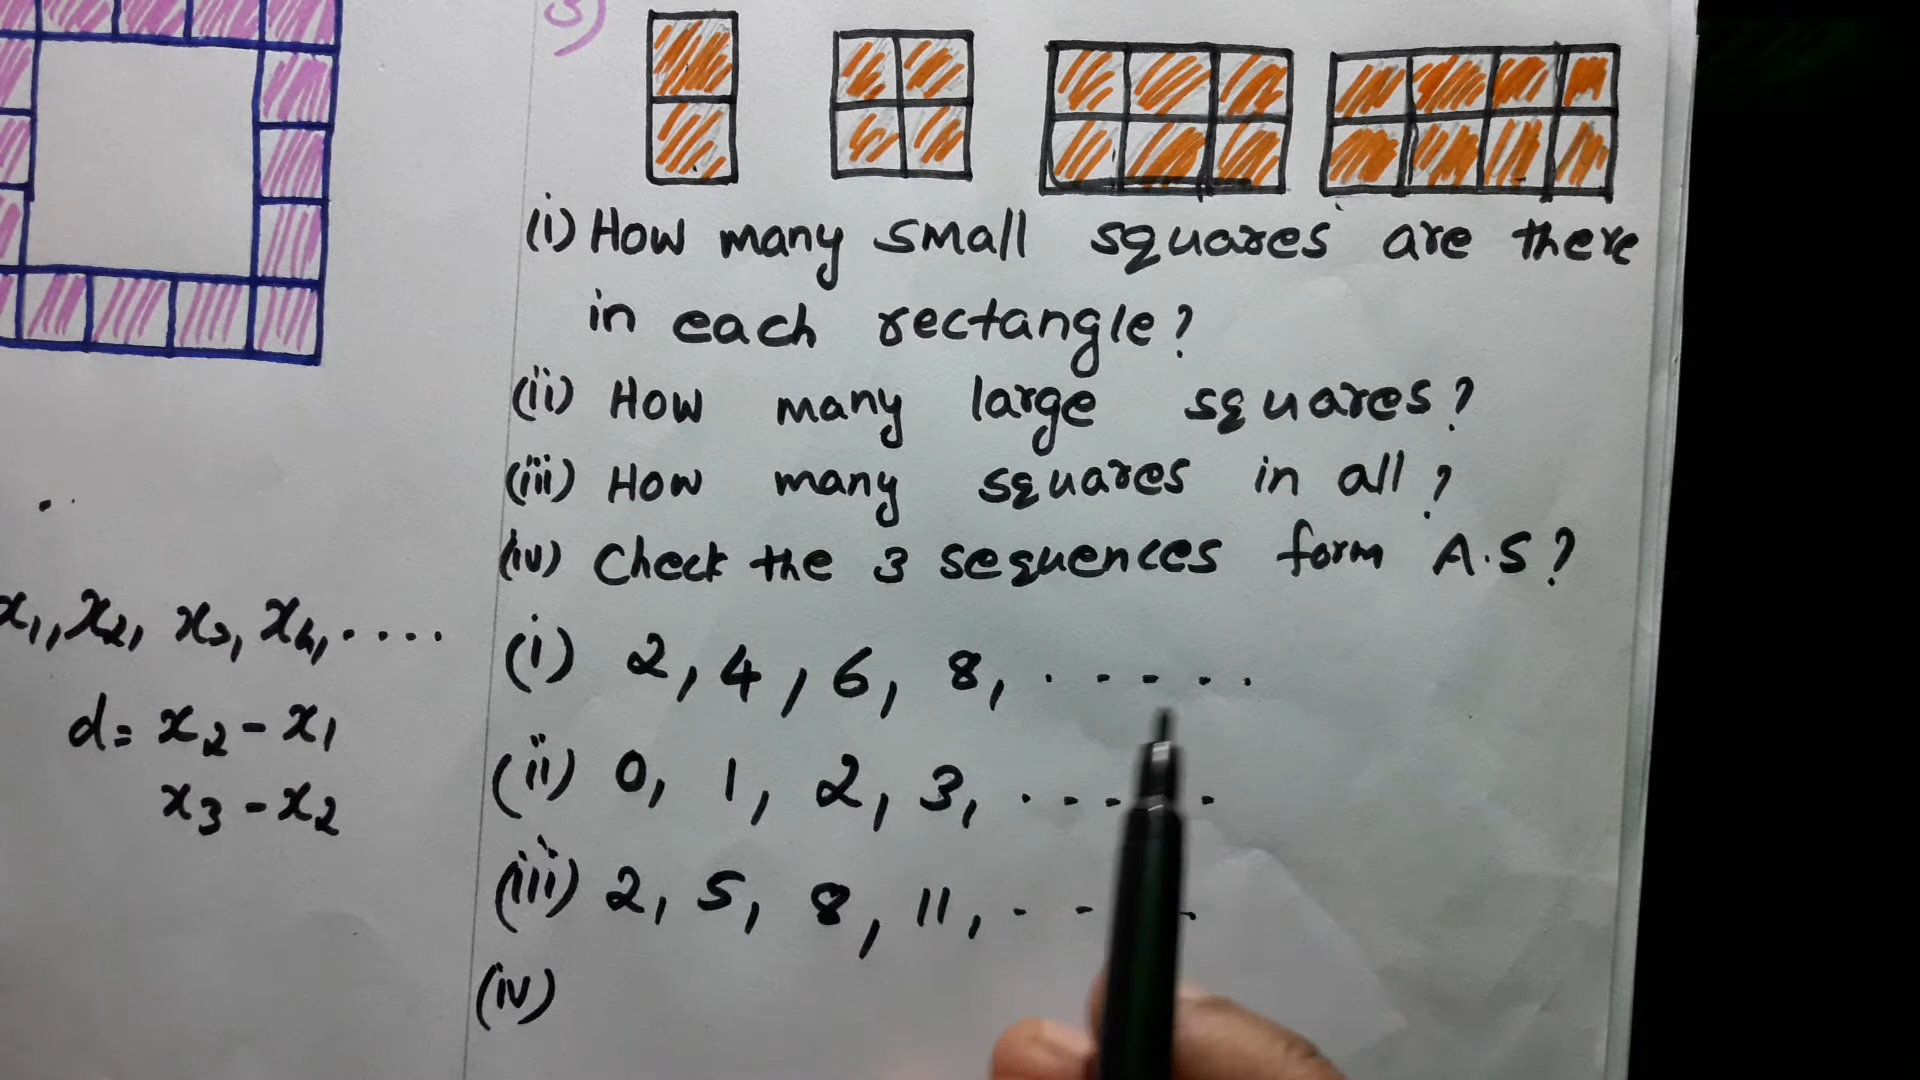 3)
(i) How many small squares are there
in each rectangle?
(ii) How many large squares?
(iii) How many squares in all?
(iv) Check the 3 sequences form A.S?
(i) 2, 4, 6, 8, .....
(ii) 0, 1, 2, 3, .....
(iii) 2, 5, 8, 11, ....
(iv)
x1, x2, x3, x4, ....
d = x2 - x1
x3 - x2